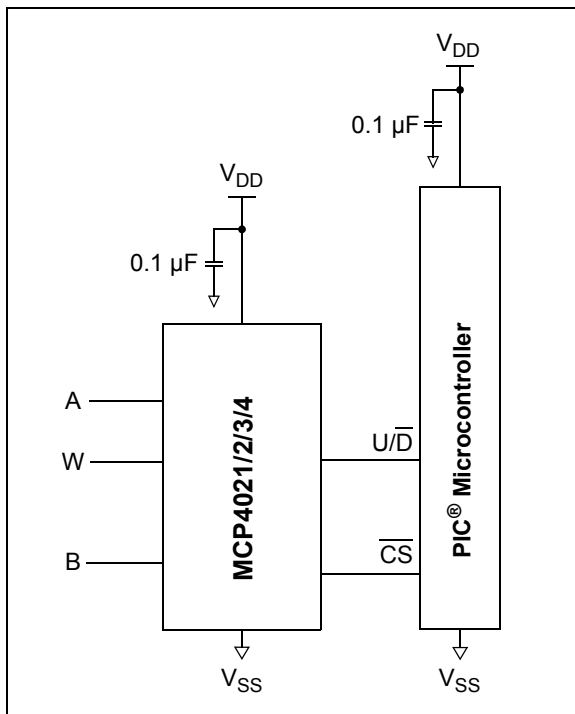 V_DD
0.1 µF
V_DD
0.1 µF
A
W
B
MCP4021/2/3/4
U/D̅
C̅S̅
PIC® Microcontroller
V_SS
V_SS